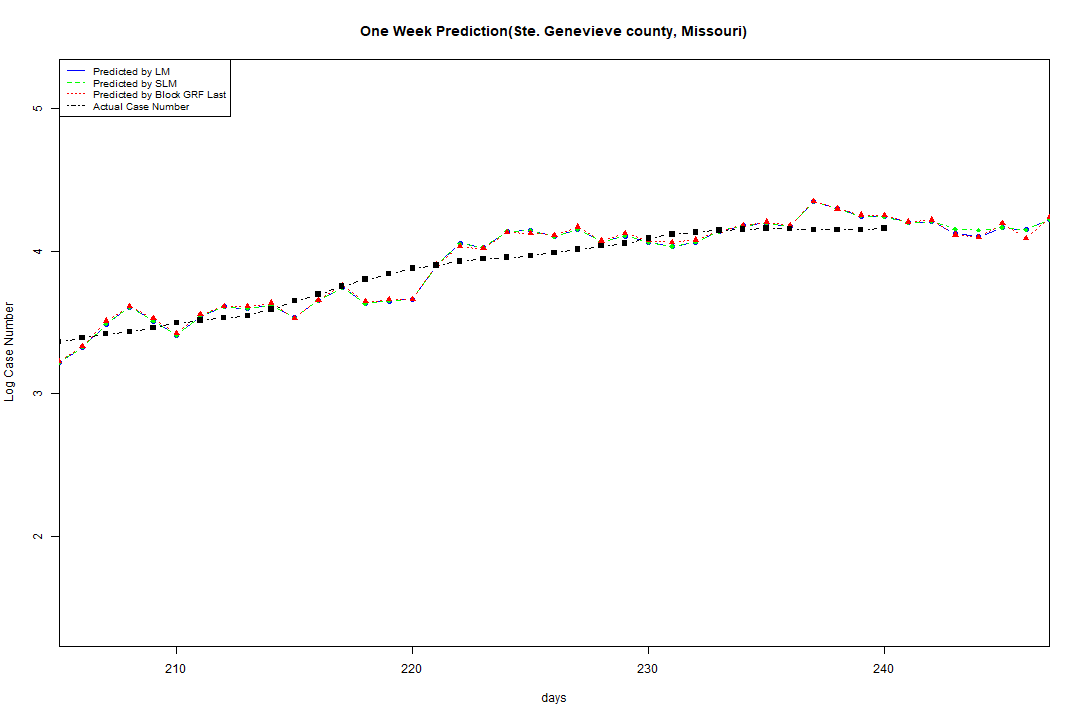 One Week Prediction(Ste. Genevieve county, Missouri)
Predicted by LM
Predicted by SLM
Predicted by Block GRF Last
Actual Case Number
5
4
3
2
Log Case Number
210 220 230 240
days